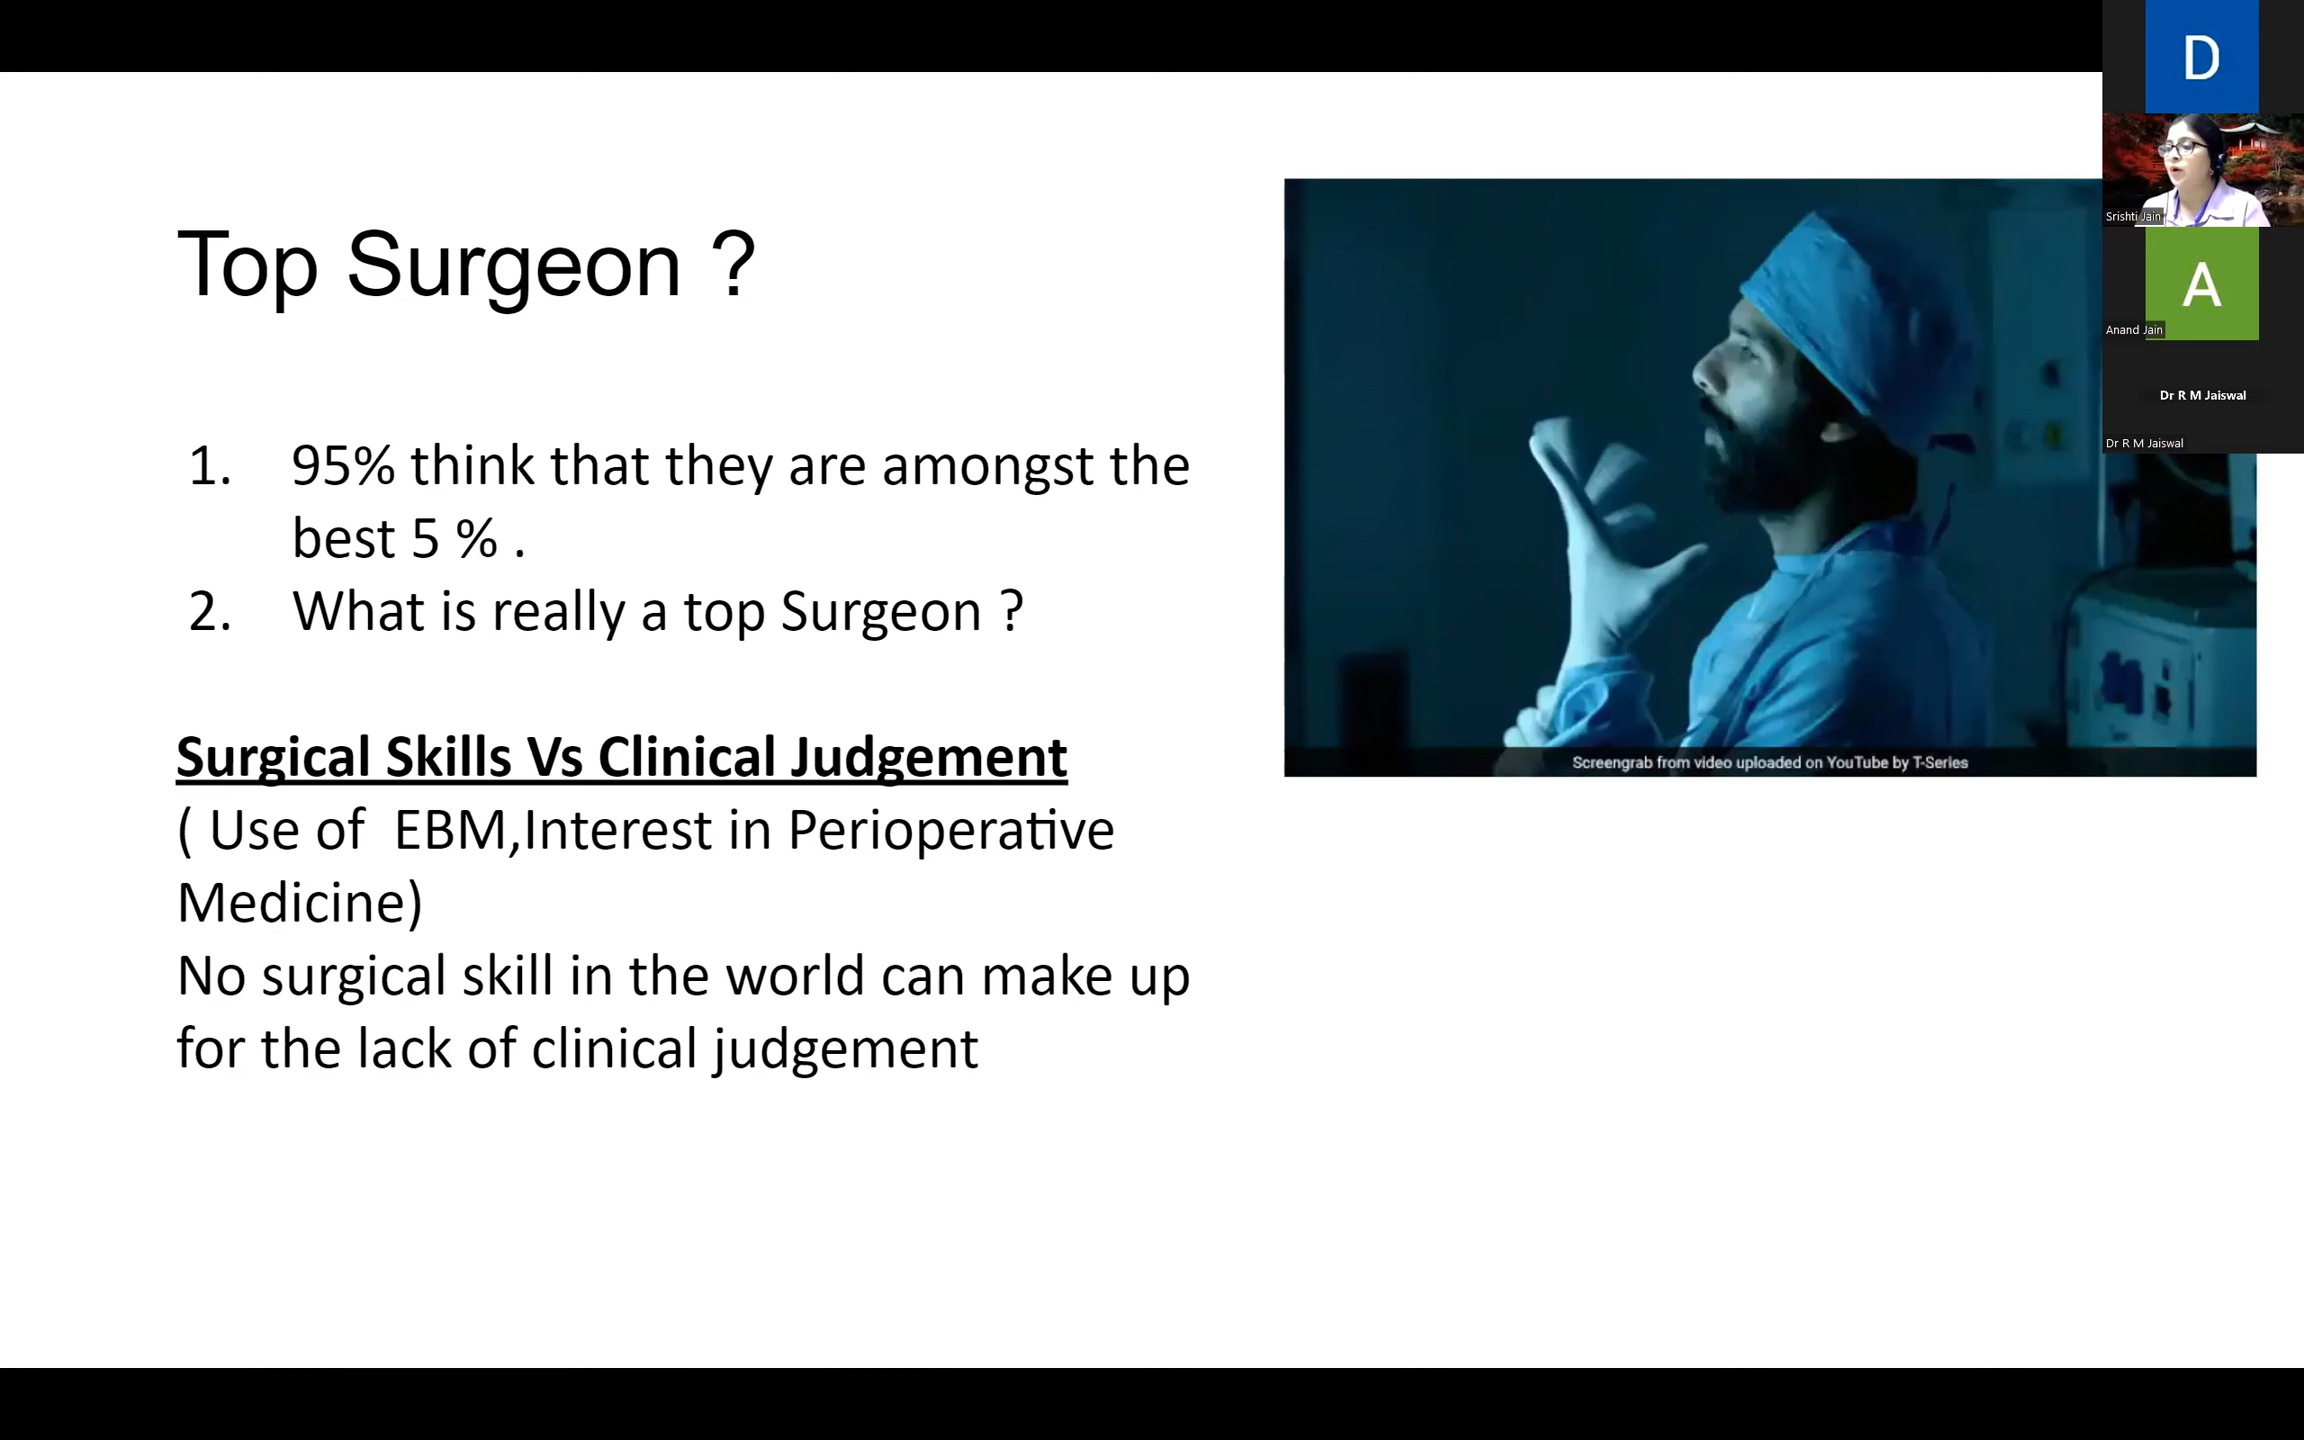 Top Surgeon ?
1. 95% think that they are amongst the
best 5 % .
2. What is really a top Surgeon ?
Surgical Skills Vs Clinical Judgement
( Use of EBM,Interest in Perioperative
Medicine)
No surgical skill in the world can make up
for the lack of clinical judgement
Screengrab from video uploaded on YouTube by T-Series
D
Srishti Jain
A
Anand Jain
Dr R M Jaiswal
Dr R M Jaiswal